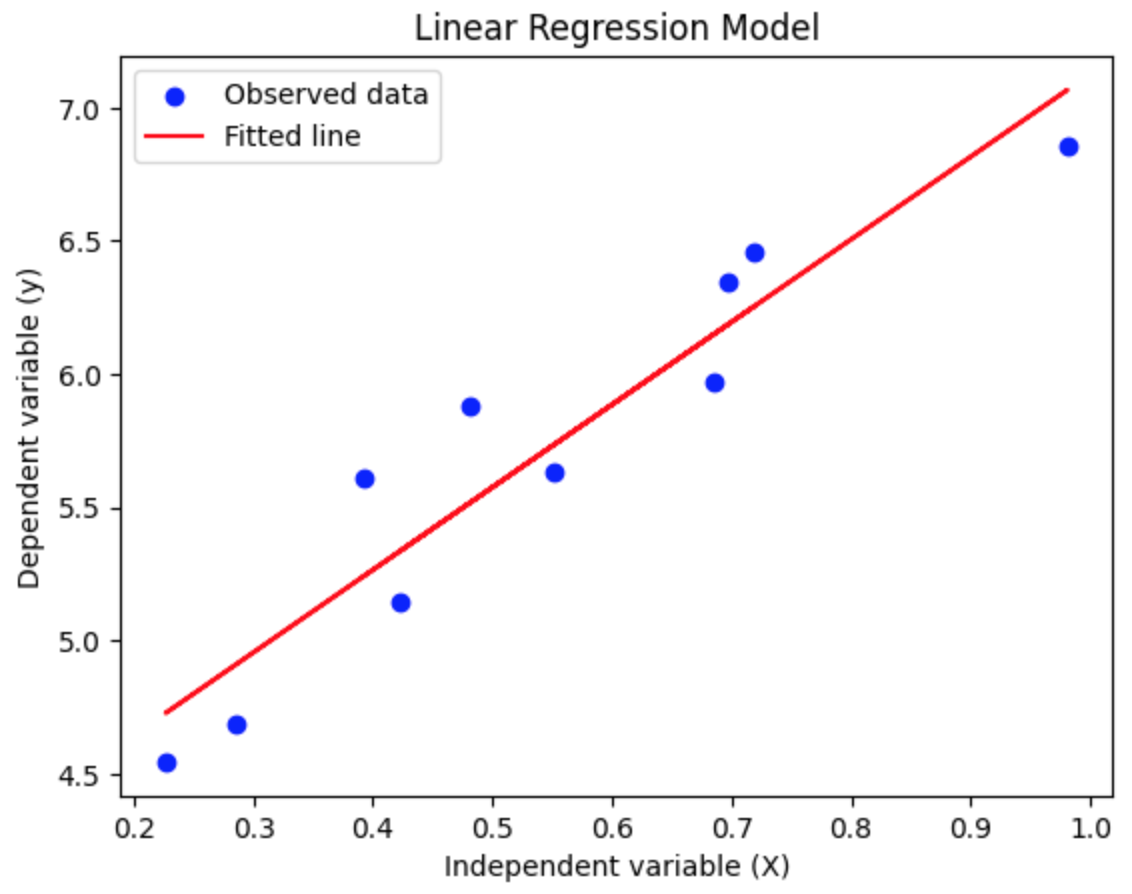 Linear Regression Model
Observed data
Fitted line
7.0
6.5
6.0
5.5
5.0
4.5
Dependent variable (y)
0.2 0.3 0.4 0.5 0.6 0.7 0.8 0.9 1.0
Independent variable (X)